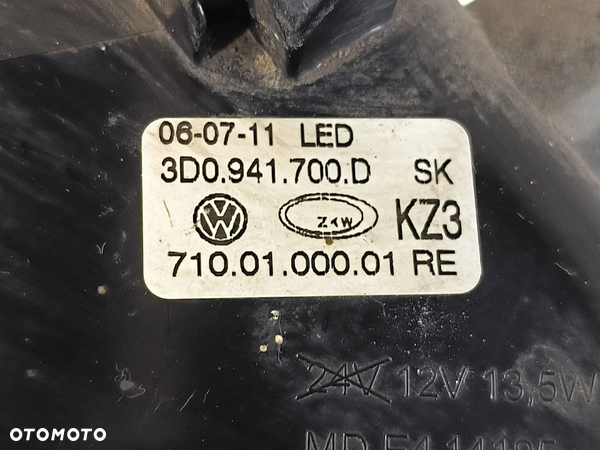 06-07-11 LED
3D0.941.700.D SK
ZKW KZ3
710.01.000.01 RE
24V 12V 13,5W
OTOMOTO